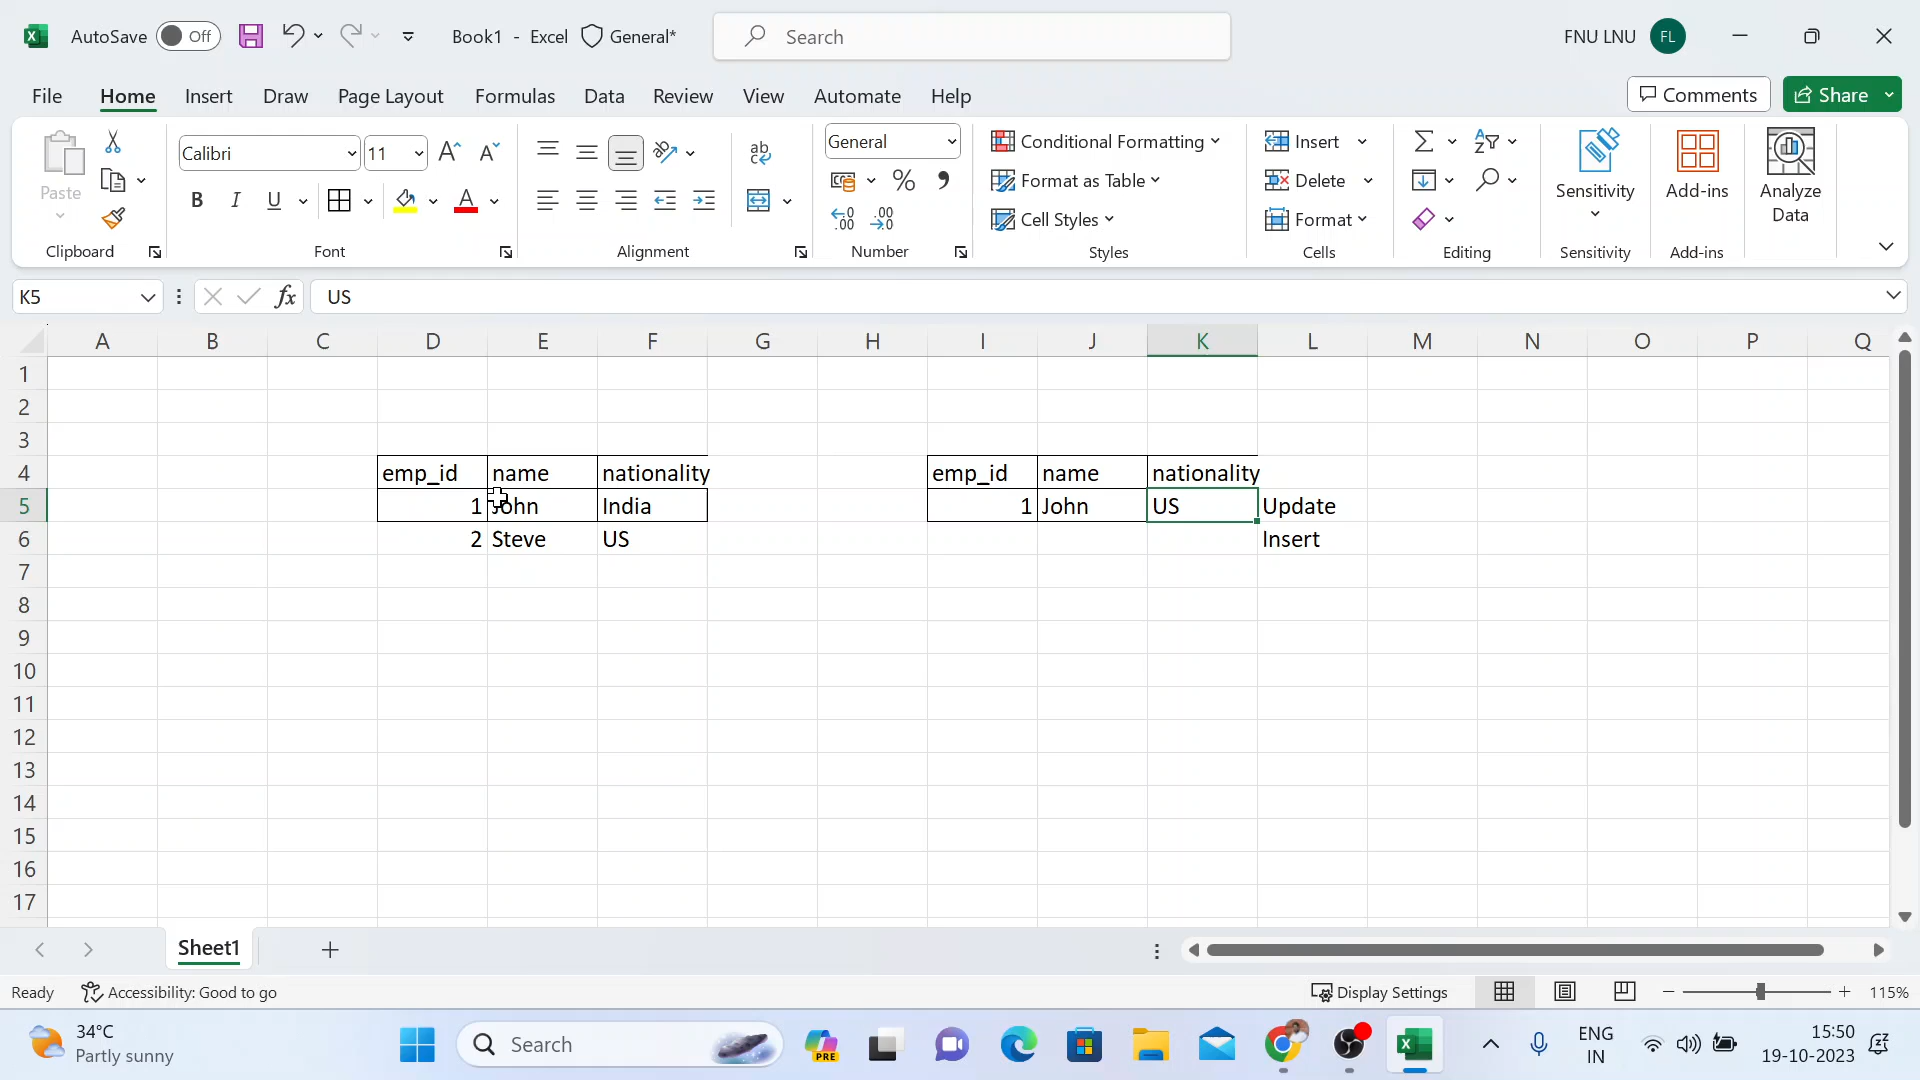 AutoSave Off Book1 - Excel General* Search FNU LNU FL
File Home Insert Draw Page Layout Formulas Data Review View Automate Help Comments Share
Paste
Clipboard
Calibri 11 A A
B I U A
Font
ab
c
Alignment
General
% ,
.00 .00
Number
Conditional Formatting
Format as Table
Cell Styles
Styles
Insert
Delete
Format
Cells
Editing
Sensitivity
Sensitivity
Add-ins
Add-ins
Analyze
Data
K5 fx US
A B C D E F G H I J K L M N O P Q
1
2
3
4 emp_id name nationality emp_id name nationality
5 1 John India 1 John US Update
6 2 Steve US Insert
7
8
9
10
11
12
13
14
15
16
17
Sheet1
Ready Accessibility: Good to go Display Settings 115%
34°C
Partly sunny
Search
PRE
ENG
IN
15:50
19-10-2023